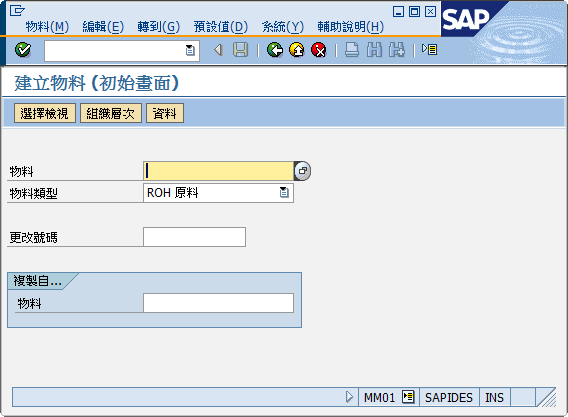 物料(M) 編輯(E) 轉到(G) 預設值(D) 系統(Y) 輔助說明(H)
SAP
建立物料 (初始畫面)
選擇檢視 組織層次 資料
物料
物料類型 ROH 原料
更改號碼
複製自...
物料
MM01 SAPIDES INS